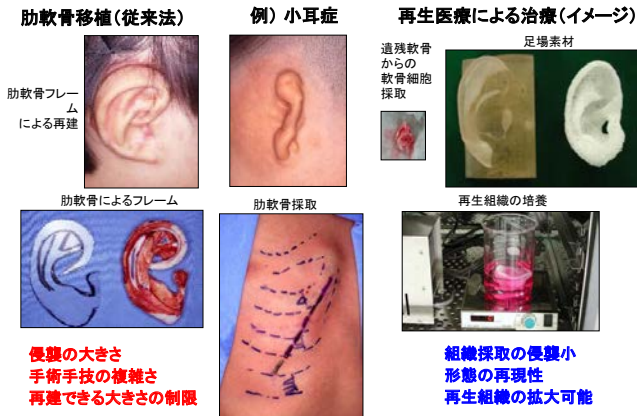 肋軟骨移植(従来法)
例) 小耳症
再生医療による治療(イメージ)
肋軟骨フレー
ム
による再建
遺残軟骨
からの
軟骨細胞
採取
足場素材
肋軟骨によるフレーム
肋軟骨採取
再生組織の培養
侵襲の大きさ
手術手技の複雑さ
再建できる大きさの制限
組織採取の侵襲小
形態の再現性
再生組織の拡大可能